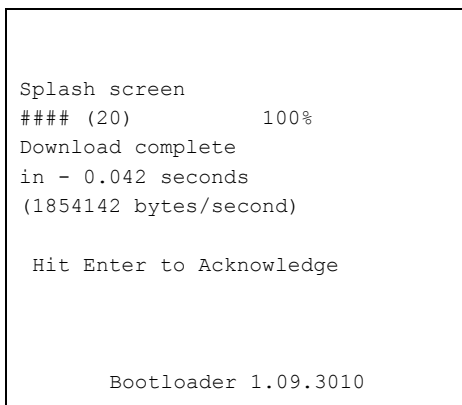 Splash screen
#### (20) 100%
Download complete
in - 0.042 seconds
(1854142 bytes/second)
Hit Enter to Acknowledge
Bootloader 1.09.3010